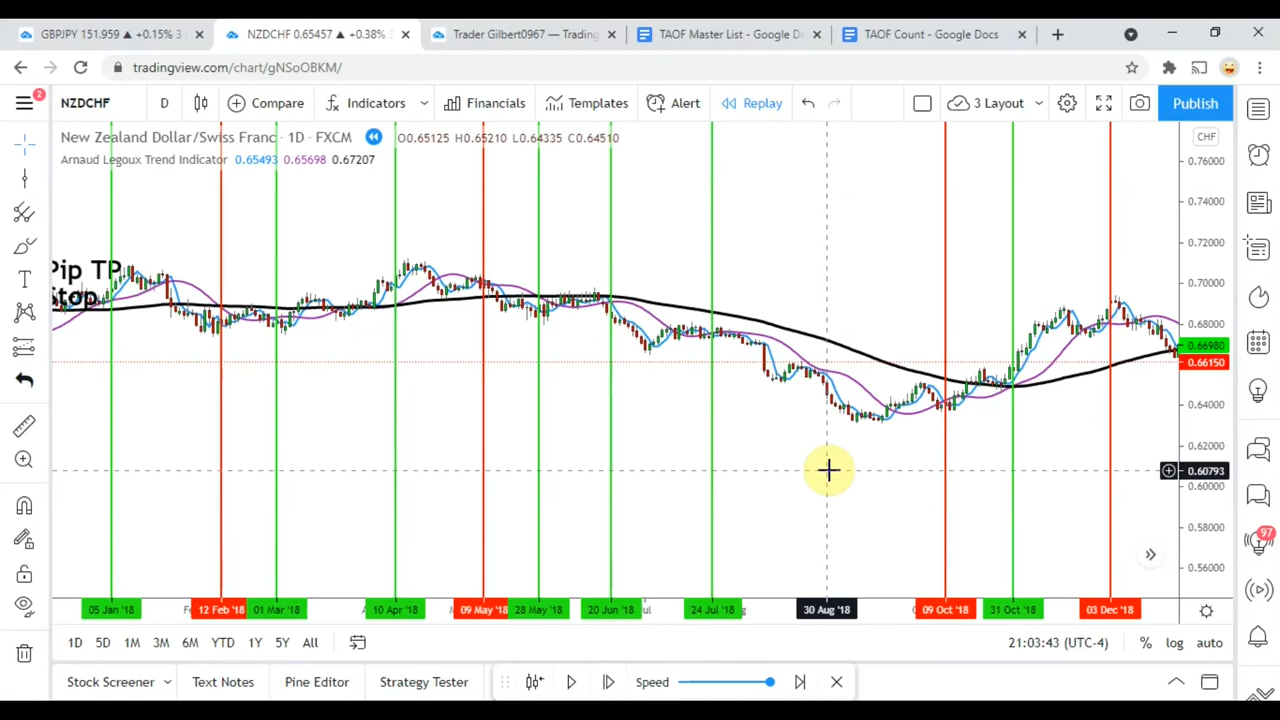 GBPJPY 151.959 ▲ +0.15% 3
NZDCHF 0.65457 ▲ +0.38% 3
Trader Gilbert0967 — Trading
TAOF Master List - Google Do
TAOF Count - Google Docs
tradingview.com/chart/gNSoOBKM/
2
NZDCHF
D
Compare
Indicators
Financials
Templates
Alert
Replay
3 Layout
Publish
New Zealand Dollar/Swiss Franc · 1D · FXCM
O0.65125 H0.65210 L0.64335 C0.64510
CHF
Arnaud Legoux Trend Indicator 0.65493 0.65698 0.67207
0.76000
0.74000
0.72000
Pip TP
0.70000
Stop
0.68000
0.66980
0.66150
0.64000
0.62000
0.60793
0.60000
0.58000
97
0.56000
05 Jan '18
12 Feb '18
01 Mar '18
10 Apr '18
09 May '18
28 May '18
20 Jun '18
24 Jul '18
30 Aug '18
09 Oct '18
31 Oct '18
03 Dec '18
1D 5D 1M 3M 6M YTD 1Y 5Y All
21:03:43 (UTC-4)
% log auto
Stock Screener
Text Notes
Pine Editor
Strategy Tester
Speed